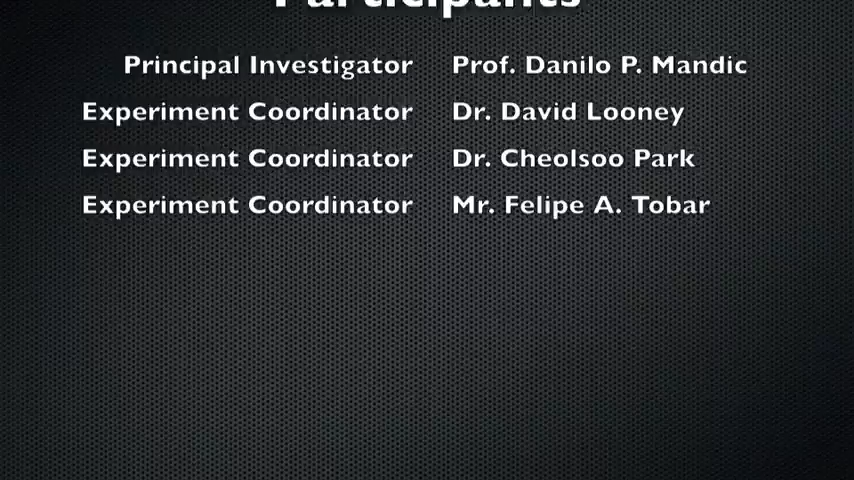 Participants
Principal Investigator Prof. Danilo P. Mandic
Experiment Coordinator Dr. David Looney
Experiment Coordinator Dr. Cheolsoo Park
Experiment Coordinator Mr. Felipe A. Tobar